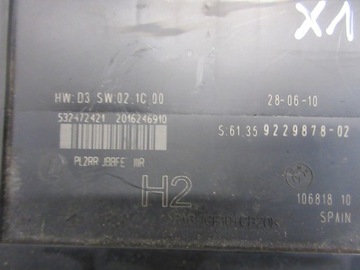 X1
HW:D3 SW:02.1C.00
28-06-10
532472421 2016246910
S:61.35 9229878-02
PL2RR JBBFE WR
H2
106818 10
SPAIN